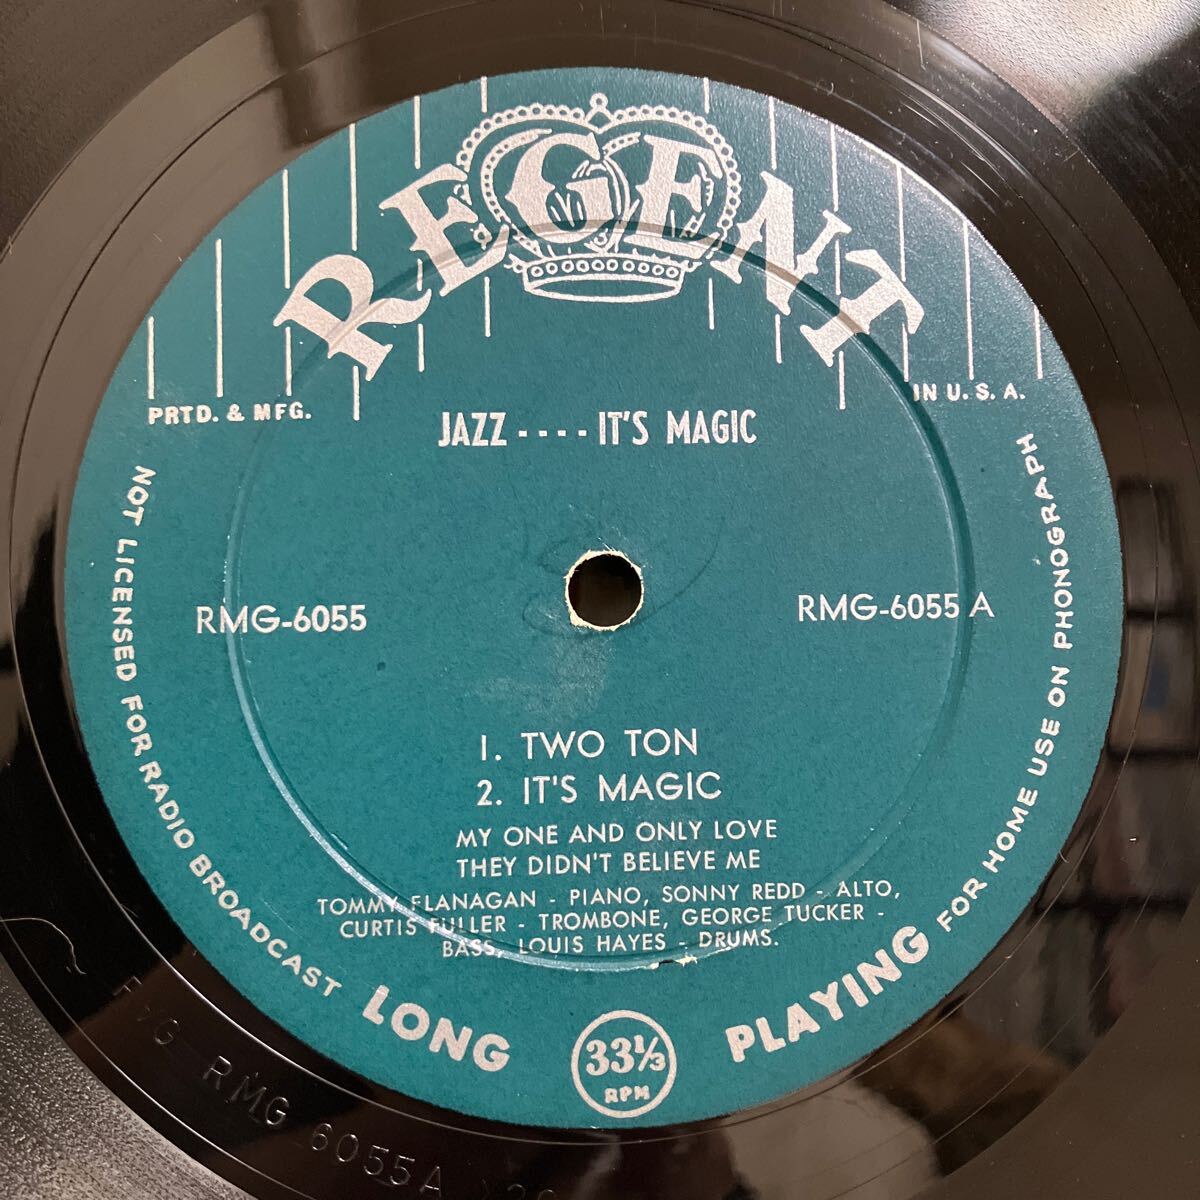 REGENT
PRTD. & MFG.
IN U. S. A.
JAZZ ---- IT'S MAGIC
RMG-6055
RMG-6055 A
1. TWO TON
2. IT'S MAGIC
MY ONE AND ONLY LOVE
THEY DIDN'T BELIEVE ME
TOMMY FLANAGAN - PIANO, SONNY REDD - ALTO,
CURTIS FULLER - TROMBONE, GEORGE TUCKER -
BASS, LOUIS HAYES - DRUMS.
NOT LICENSED FOR RADIO BROADCAST LONG PLAYING FOR HOME USE ON PHONOGRAPH
33⅓
RPM
RMG 6055A